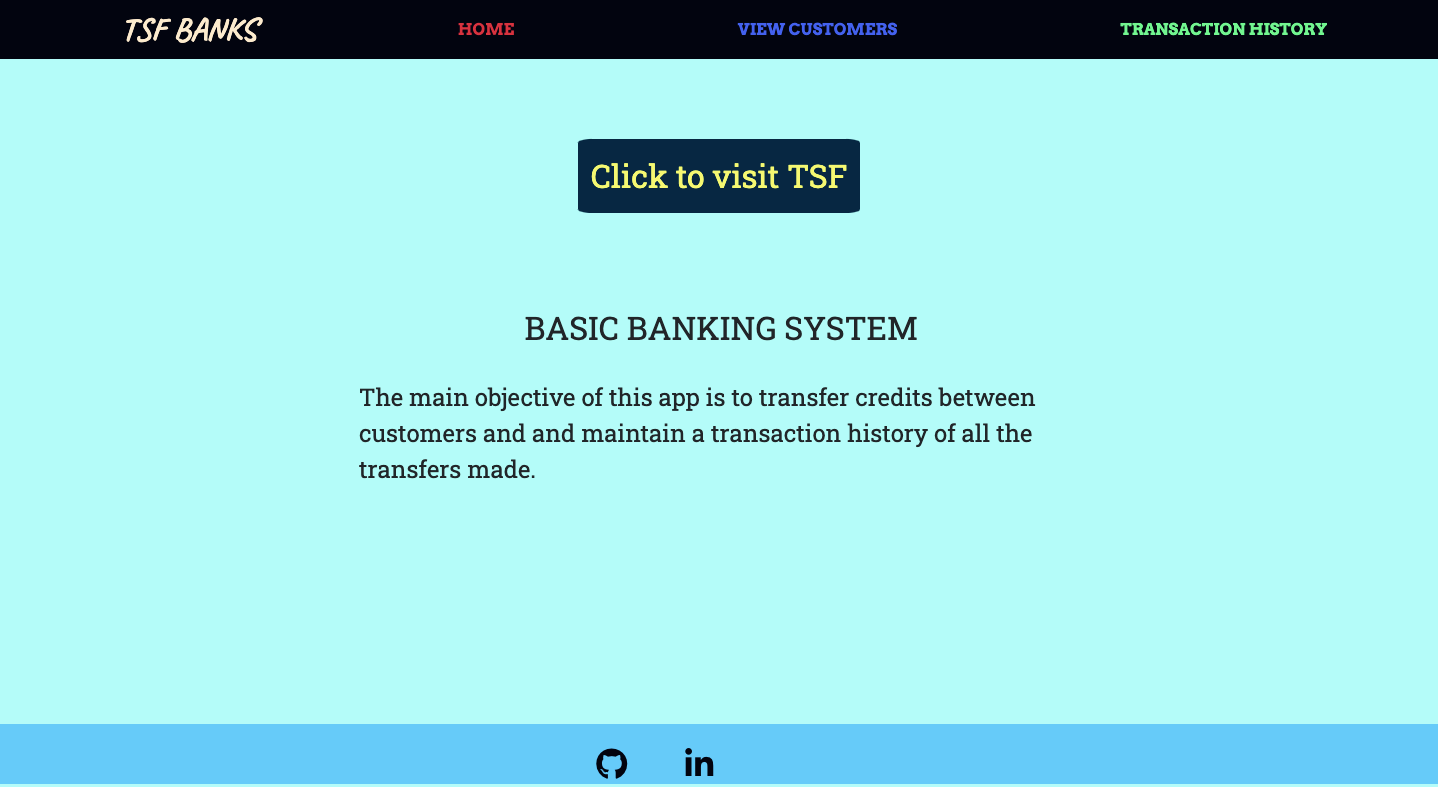 TSF BANKS
HOME
VIEW CUSTOMERS
TRANSACTION HISTORY
Click to visit TSF
BASIC BANKING SYSTEM
The main objective of this app is to transfer credits between
customers and and maintain a transaction history of all the
transfers made.
in